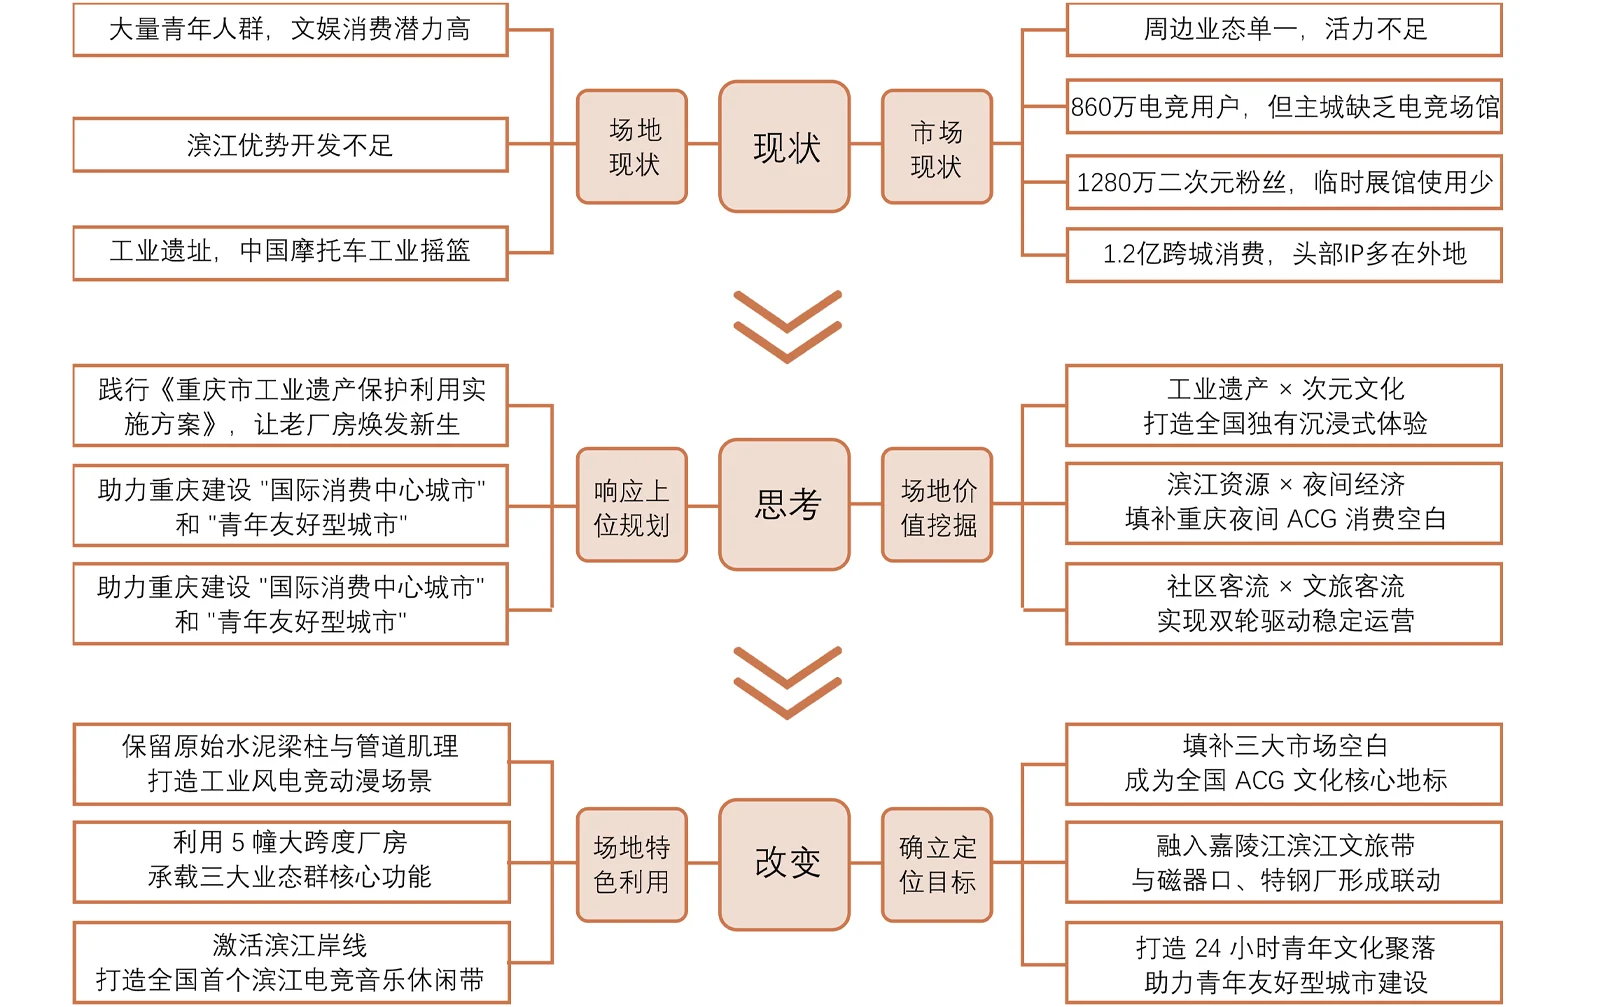 大量青年人群，文娱消费潜力高
滨江优势开发不足
工业遗址，中国摩托车工业摇篮
场地
现状
现状
市场
现状
周边业态单一，活力不足
860万电竞用户，但主城缺乏电竞场馆
1280万二次元粉丝，临时展馆使用少
1.2亿跨城消费，头部IP多在外地
践行《重庆市工业遗产保护利用实
施方案》，让老厂房焕发新生
助力重庆建设 "国际消费中心城市"
和 "青年友好型城市"
助力重庆建设 "国际消费中心城市"
和 "青年友好型城市"
响应上
位规划
思考
场地价
值挖掘
工业遗产 × 次元文化
打造全国独有沉浸式体验
滨江资源 × 夜间经济
填补重庆夜间 ACG 消费空白
社区客流 × 文旅客流
实现双轮驱动稳定运营
保留原始水泥梁柱与管道肌理
打造工业风电竞动漫场景
利用 5 幢大跨度厂房
承载三大业态群核心功能
激活滨江岸线
打造全国首个滨江电竞音乐休闲带
场地特
色利用
改变
确立定
位目标
填补三大市场空白
成为全国 ACG 文化核心地标
融入嘉陵江滨江文旅带
与磁器口、特钢厂形成联动
打造 24 小时青年文化聚落
助力青年友好型城市建设